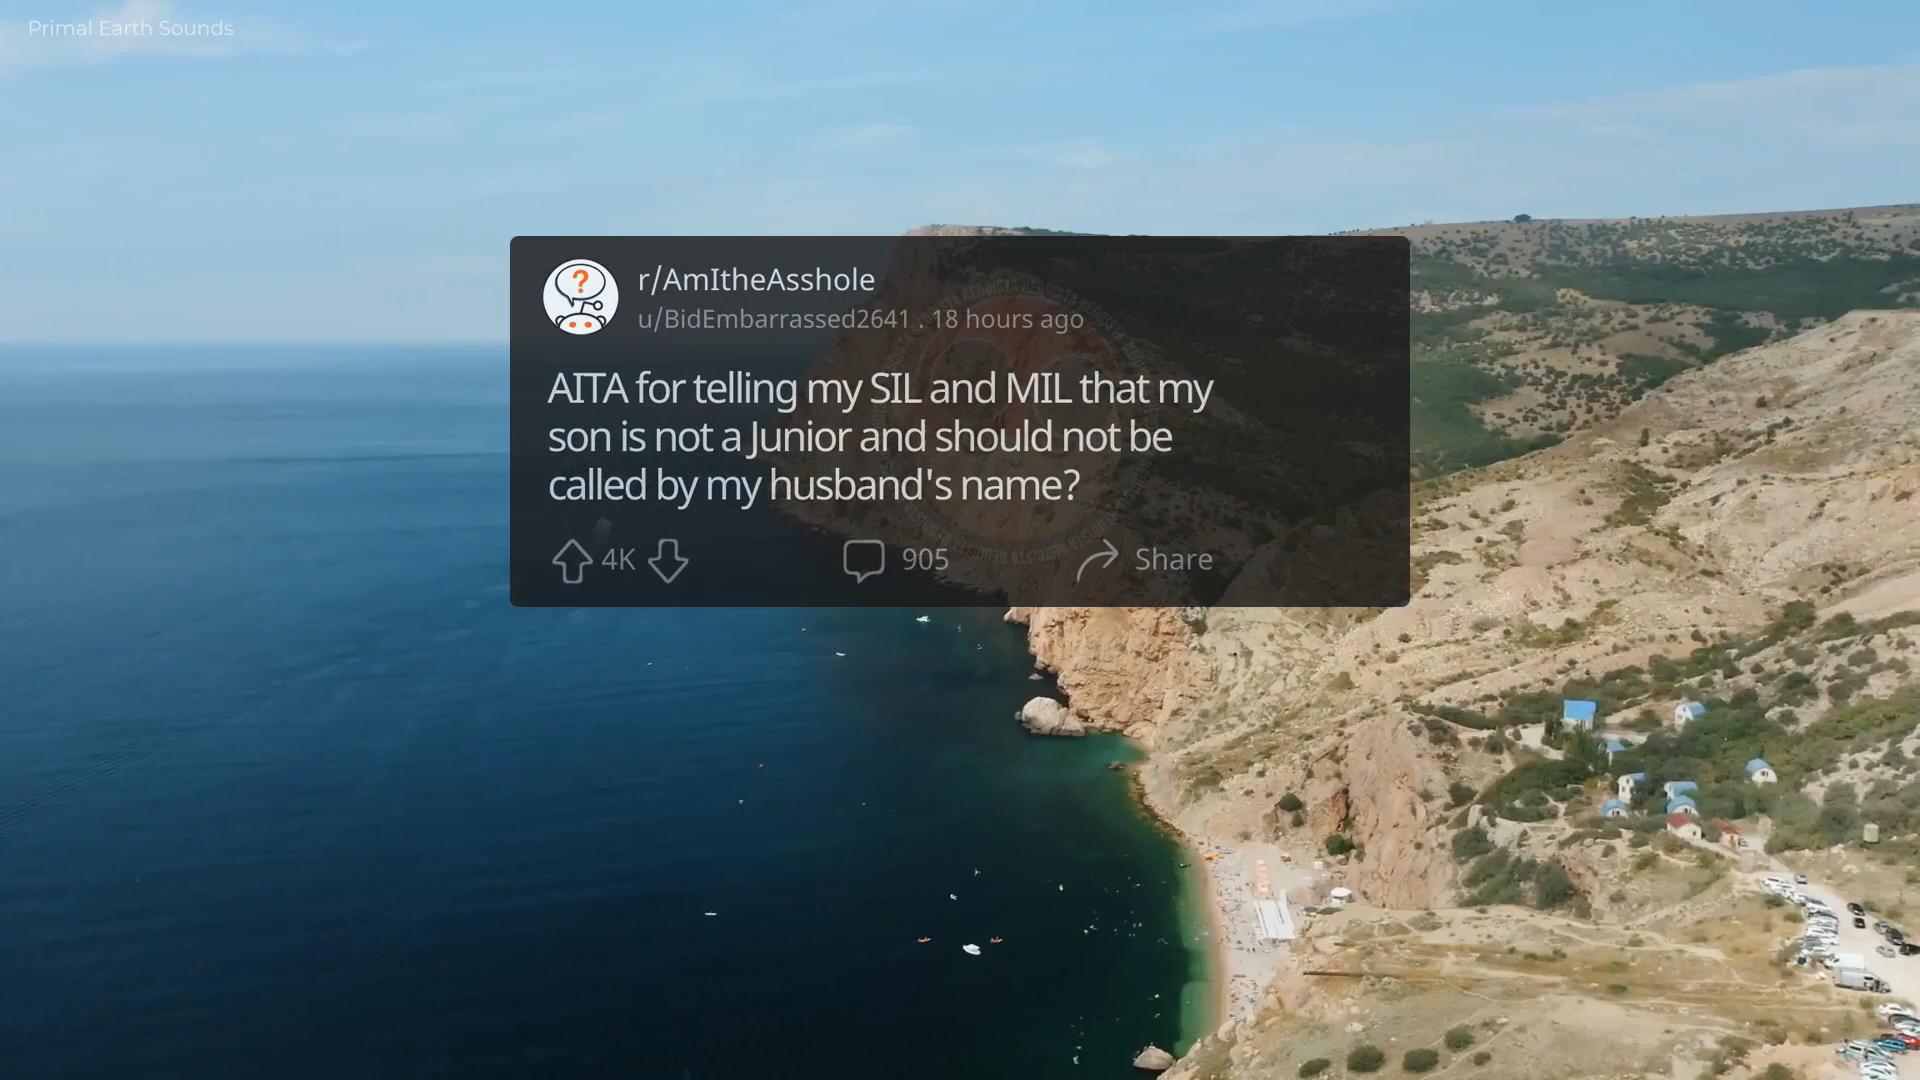 Primal Earth Sounds
r/AmItheAsshole
u/BidEmbarrassed2641 . 18 hours ago
AITA for telling my SIL and MIL that my
son is not a Junior and should not be
called by my husband's name?
4K 905 Share